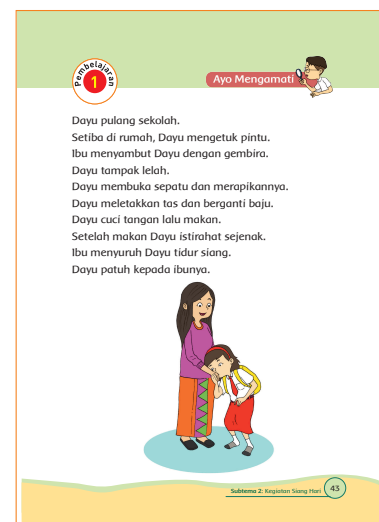 Pembelajaran
1
Ayo Mengamati
Dayu pulang sekolah.
Setiba di rumah, Dayu mengetuk pintu.
Ibu menyambut Dayu dengan gembira.
Dayu tampak lelah.
Dayu membuka sepatu dan merapikannya.
Dayu meletakkan tas dan berganti baju.
Dayu cuci tangan lalu makan.
Setelah makan Dayu istirahat sejenak.
Ibu menyuruh Dayu tidur siang.
Dayu patuh kepada ibunya.
Subtema 2: Kegiatan Siang Hari
43